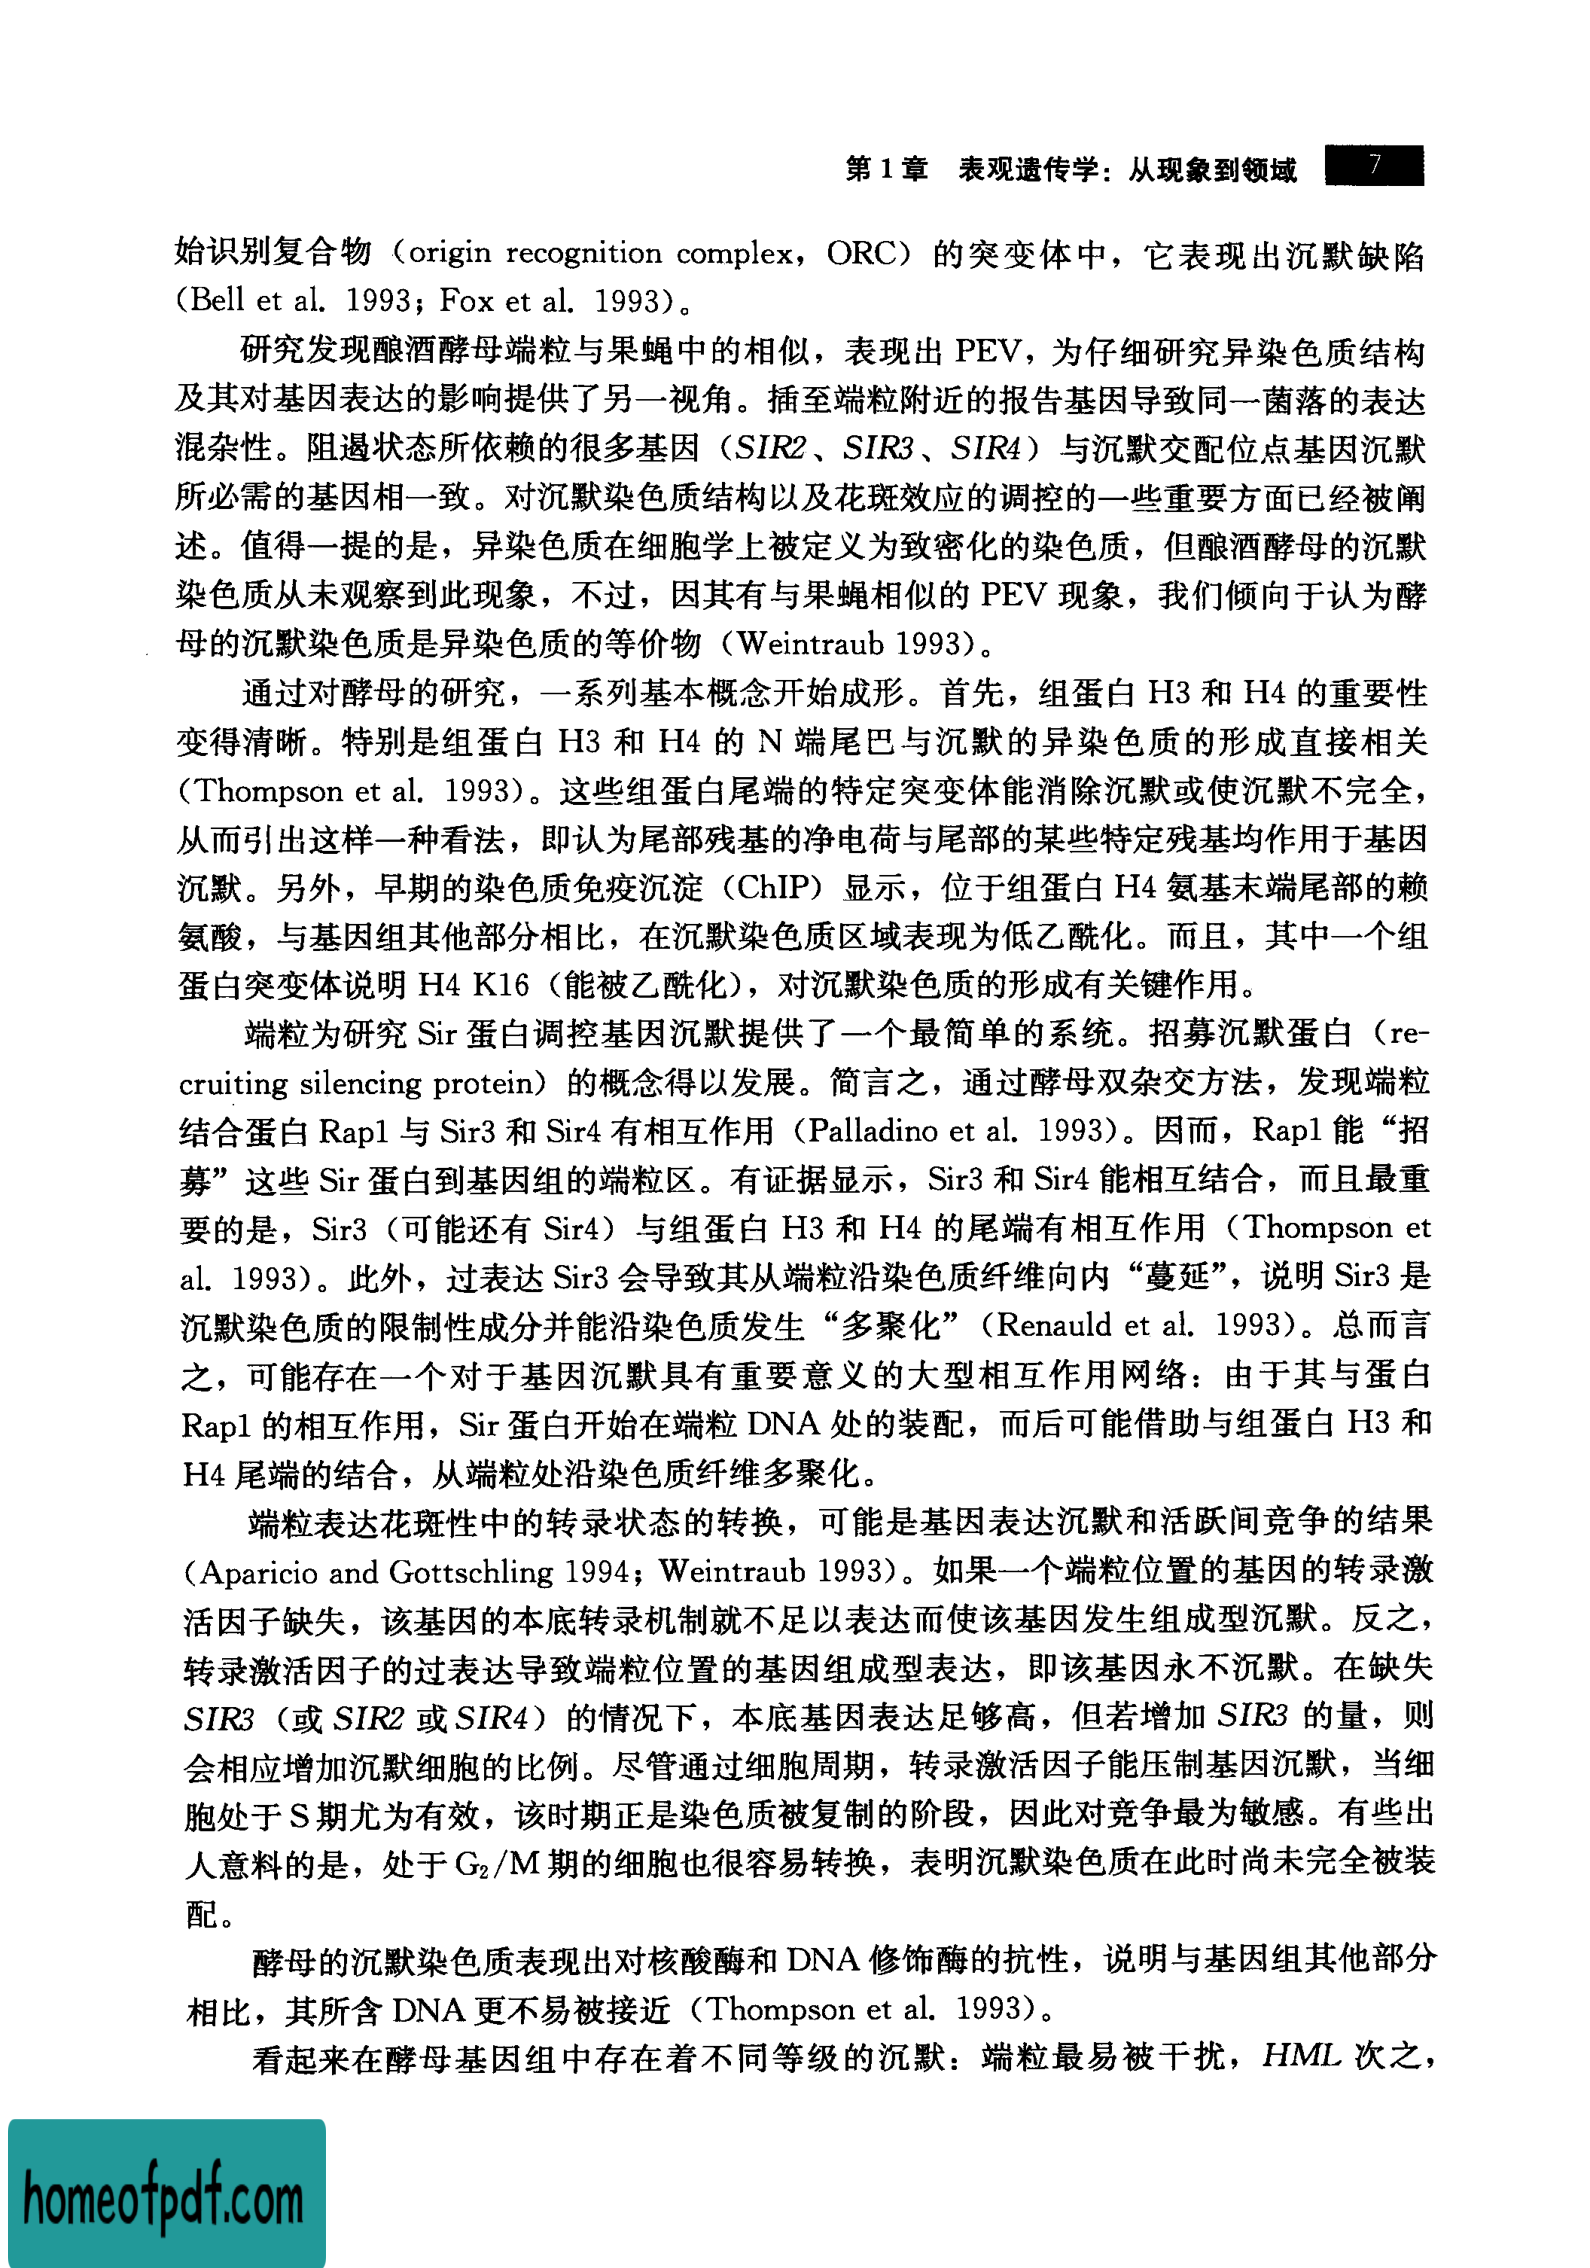 第 1 章　表观遗传学：从现象到领域　7
始识别复合物（origin recognition complex，ORC）的突变体中，它表现出沉默缺陷
（Bell et al. 1993；Fox et al. 1993）。
研究发现酿酒酵母端粒与果蝇中的相似，表现出 PEV，为仔细研究异染色质结构
及其对基因表达的影响提供了另一视角。插至端粒附近的报告基因导致同一菌落的表达
混杂性。阻遏状态所依赖的很多基因（SIR2、SIR3、SIR4）与沉默交配位点基因沉默
所必需的基因相一致。对沉默染色质结构以及花斑效应的调控的一些重要方面已经被阐
述。值得一提的是，异染色质在细胞学上被定义为致密化的染色质，但酿酒酵母的沉默
染色质从未观察到此现象，不过，因其有与果蝇相似的 PEV 现象，我们倾向于认为酵
母的沉默染色质是异染色质的等价物（Weintraub 1993）。
通过对酵母的研究，一系列基本概念开始成形。首先，组蛋白 H3 和 H4 的重要性
变得清晰。特别是组蛋白 H3 和 H4 的 N 端尾巴与沉默的异染色质的形成直接相关
（Thompson et al. 1993）。这些组蛋白尾端的特定突变体能消除沉默或使沉默不完全，
从而引出这样一种看法，即认为尾部残基的净电荷与尾部的某些特定残基均作用于基因
沉默。另外，早期的染色质免疫沉淀（ChIP）显示，位于组蛋白 H4 氨基末端尾部的赖
氨酸，与基因组其他部分相比，在沉默染色质区域表现为低乙酰化。而且，其中一个组
蛋白突变体说明 H4 K16（能被乙酰化），对沉默染色质的形成有关键作用。
端粒为研究 Sir 蛋白调控基因沉默提供了一个最简单的系统。招募沉默蛋白（re-
cruiting silencing protein）的概念得以发展。简言之，通过酵母双杂交方法，发现端粒
结合蛋白 Rap1 与 Sir3 和 Sir4 有相互作用（Palladino et al. 1993）。因而，Rap1 能“招
募”这些 Sir 蛋白到基因组的端粒区。有证据显示，Sir3 和 Sir4 能相互结合，而且最重
要的是，Sir3（可能还有 Sir4）与组蛋白 H3 和 H4 的尾端有相互作用（Thompson et
al. 1993）。此外，过表达 Sir3 会导致其从端粒沿染色质纤维向内“蔓延”，说明 Sir3 是
沉默染色质的限制性成分并能沿染色质发生“多聚化”（Renauld et al. 1993）。总而言
之，可能存在一个对于基因沉默具有重要意义的大型相互作用网络：由于其与蛋白
Rap1 的相互作用，Sir 蛋白开始在端粒 DNA 处的装配，而后可能借助与组蛋白 H3 和
H4 尾端的结合，从端粒处沿染色质纤维多聚化。
端粒表达花斑性中的转录状态的转换，可能是基因表达沉默和活跃间竞争的结果
（Aparicio and Gottschling 1994；Weintraub 1993）。如果一个端粒位置的基因的转录激
活因子缺失，该基因的本底转录机制就不足以表达而使该基因发生组成型沉默。反之，
转录激活因子的过表达导致端粒位置的基因组成型表达，即该基因永不沉默。在缺失
SIR3（或 SIR2 或 SIR4）的情况下，本底基因表达足够高，但若增加 SIR3 的量，则
会相应增加沉默细胞的比例。尽管通过细胞周期，转录激活因子能压制基因沉默，当细
胞处于 S 期尤为有效，该时期正是染色质被复制的阶段，因此对竞争最为敏感。有些出
人意料的是，处于 G₂/M 期的细胞也很容易转换，表明沉默染色质在此时尚未完全被装
配。
酵母的沉默染色质表现出对核酸酶和 DNA 修饰酶的抗性，说明与基因组其他部分
相比，其所含 DNA 更不易被接近（Thompson et al. 1993）。
看起来在酵母基因组中存在着不同等级的沉默：端粒最易被干扰，HML 次之，
homeofpdf.com